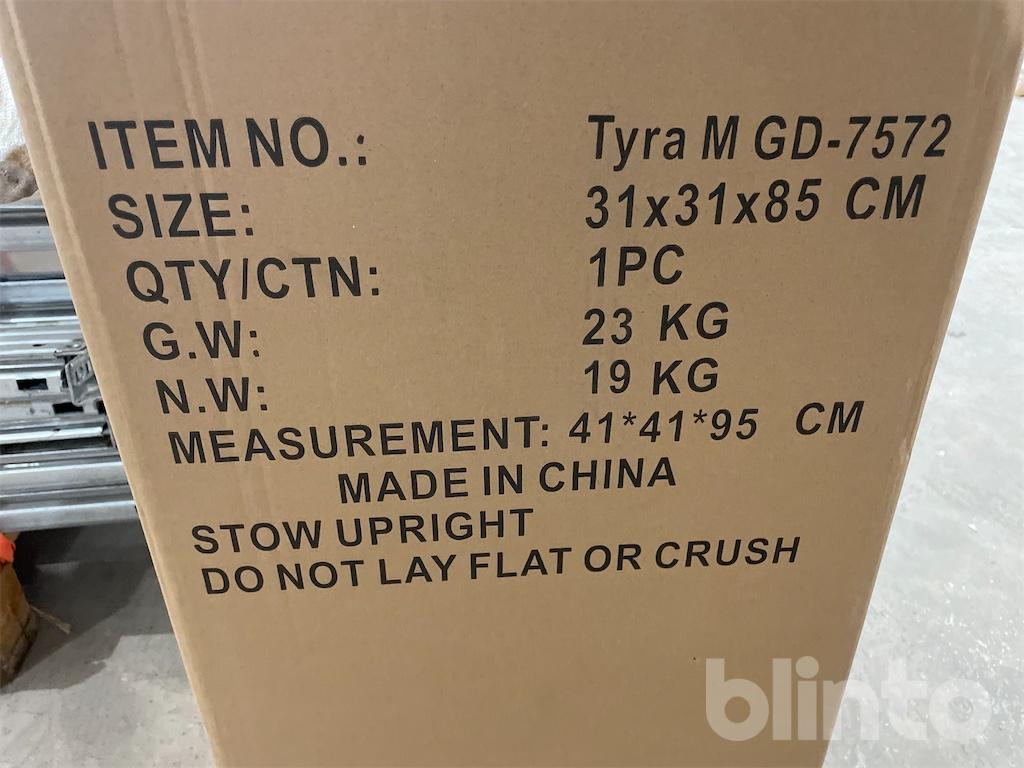 ITEM NO.: Tyra M GD-7572
SIZE: 31x31x85 CM
QTY/CTN: 1PC
G.W: 23 KG
N.W: 19 KG
MEASUREMENT: 41*41*95 CM
MADE IN CHINA
STOW UPRIGHT
DO NOT LAY FLAT OR CRUSH
blinto